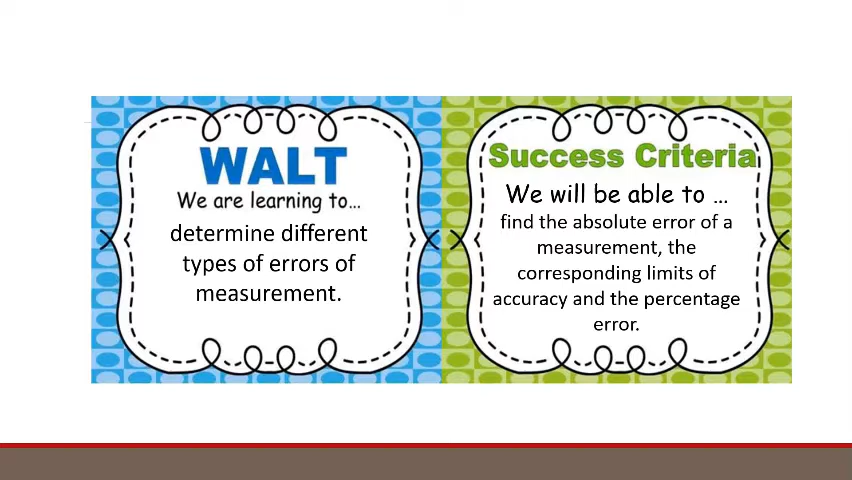 WALT
We are learning to...
determine different
types of errors of
measurement.
Success Criteria
We will be able to ...
find the absolute error of a
measurement, the
corresponding limits of
accuracy and the percentage
error.